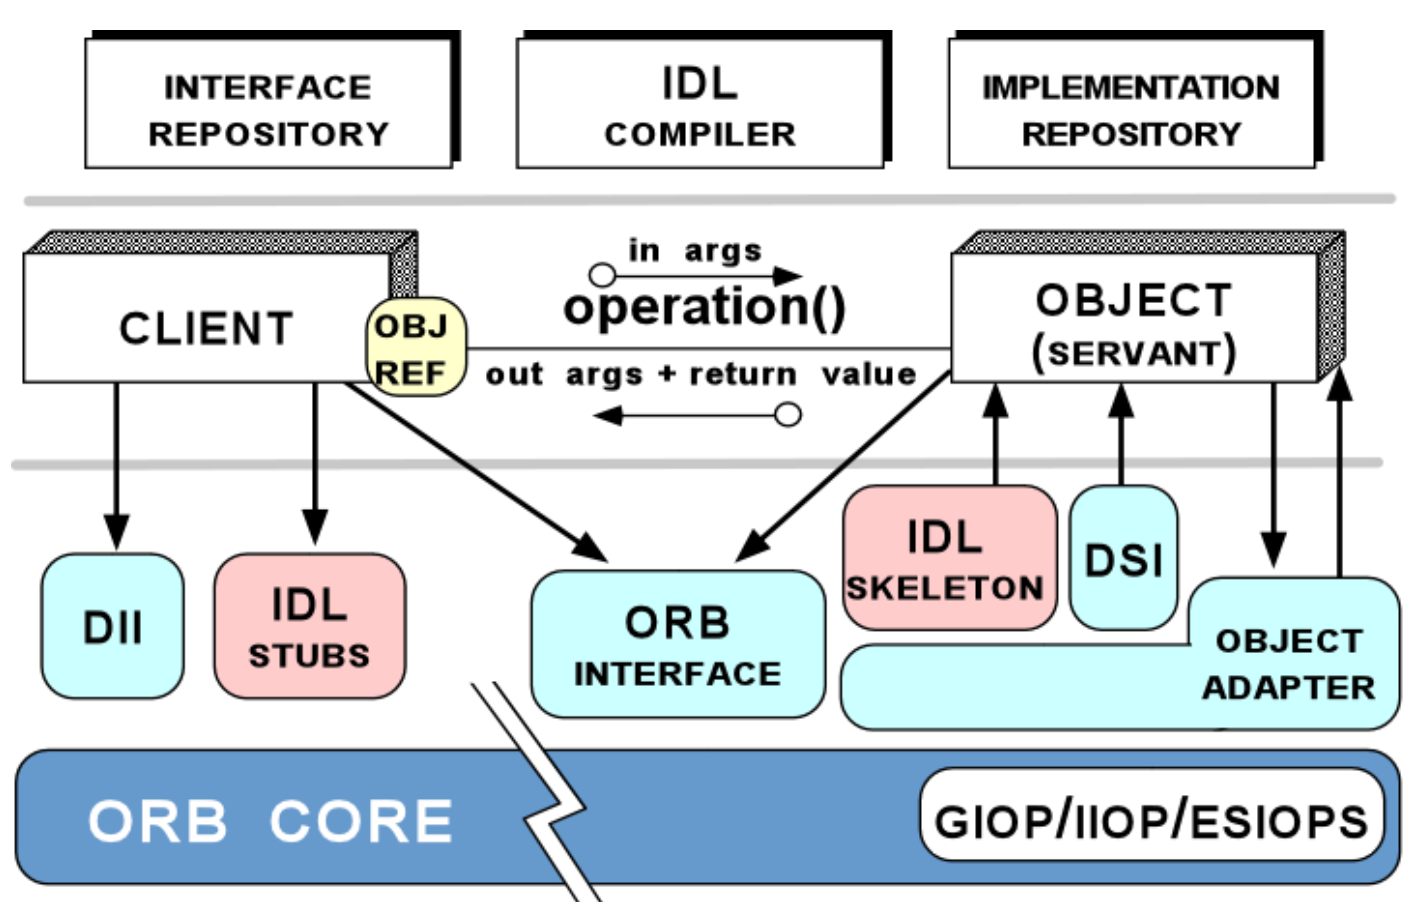 INTERFACE
REPOSITORY
IDL
COMPILER
IMPLEMENTATION
REPOSITORY
CLIENT
OBJ
REF
in args
operation()
out args + return value
OBJECT
(SERVANT)
DII
IDL
STUBS
ORB
INTERFACE
IDL
SKELETON
DSI
OBJECT
ADAPTER
ORB CORE
GIOP/IIOP/ESIOPS